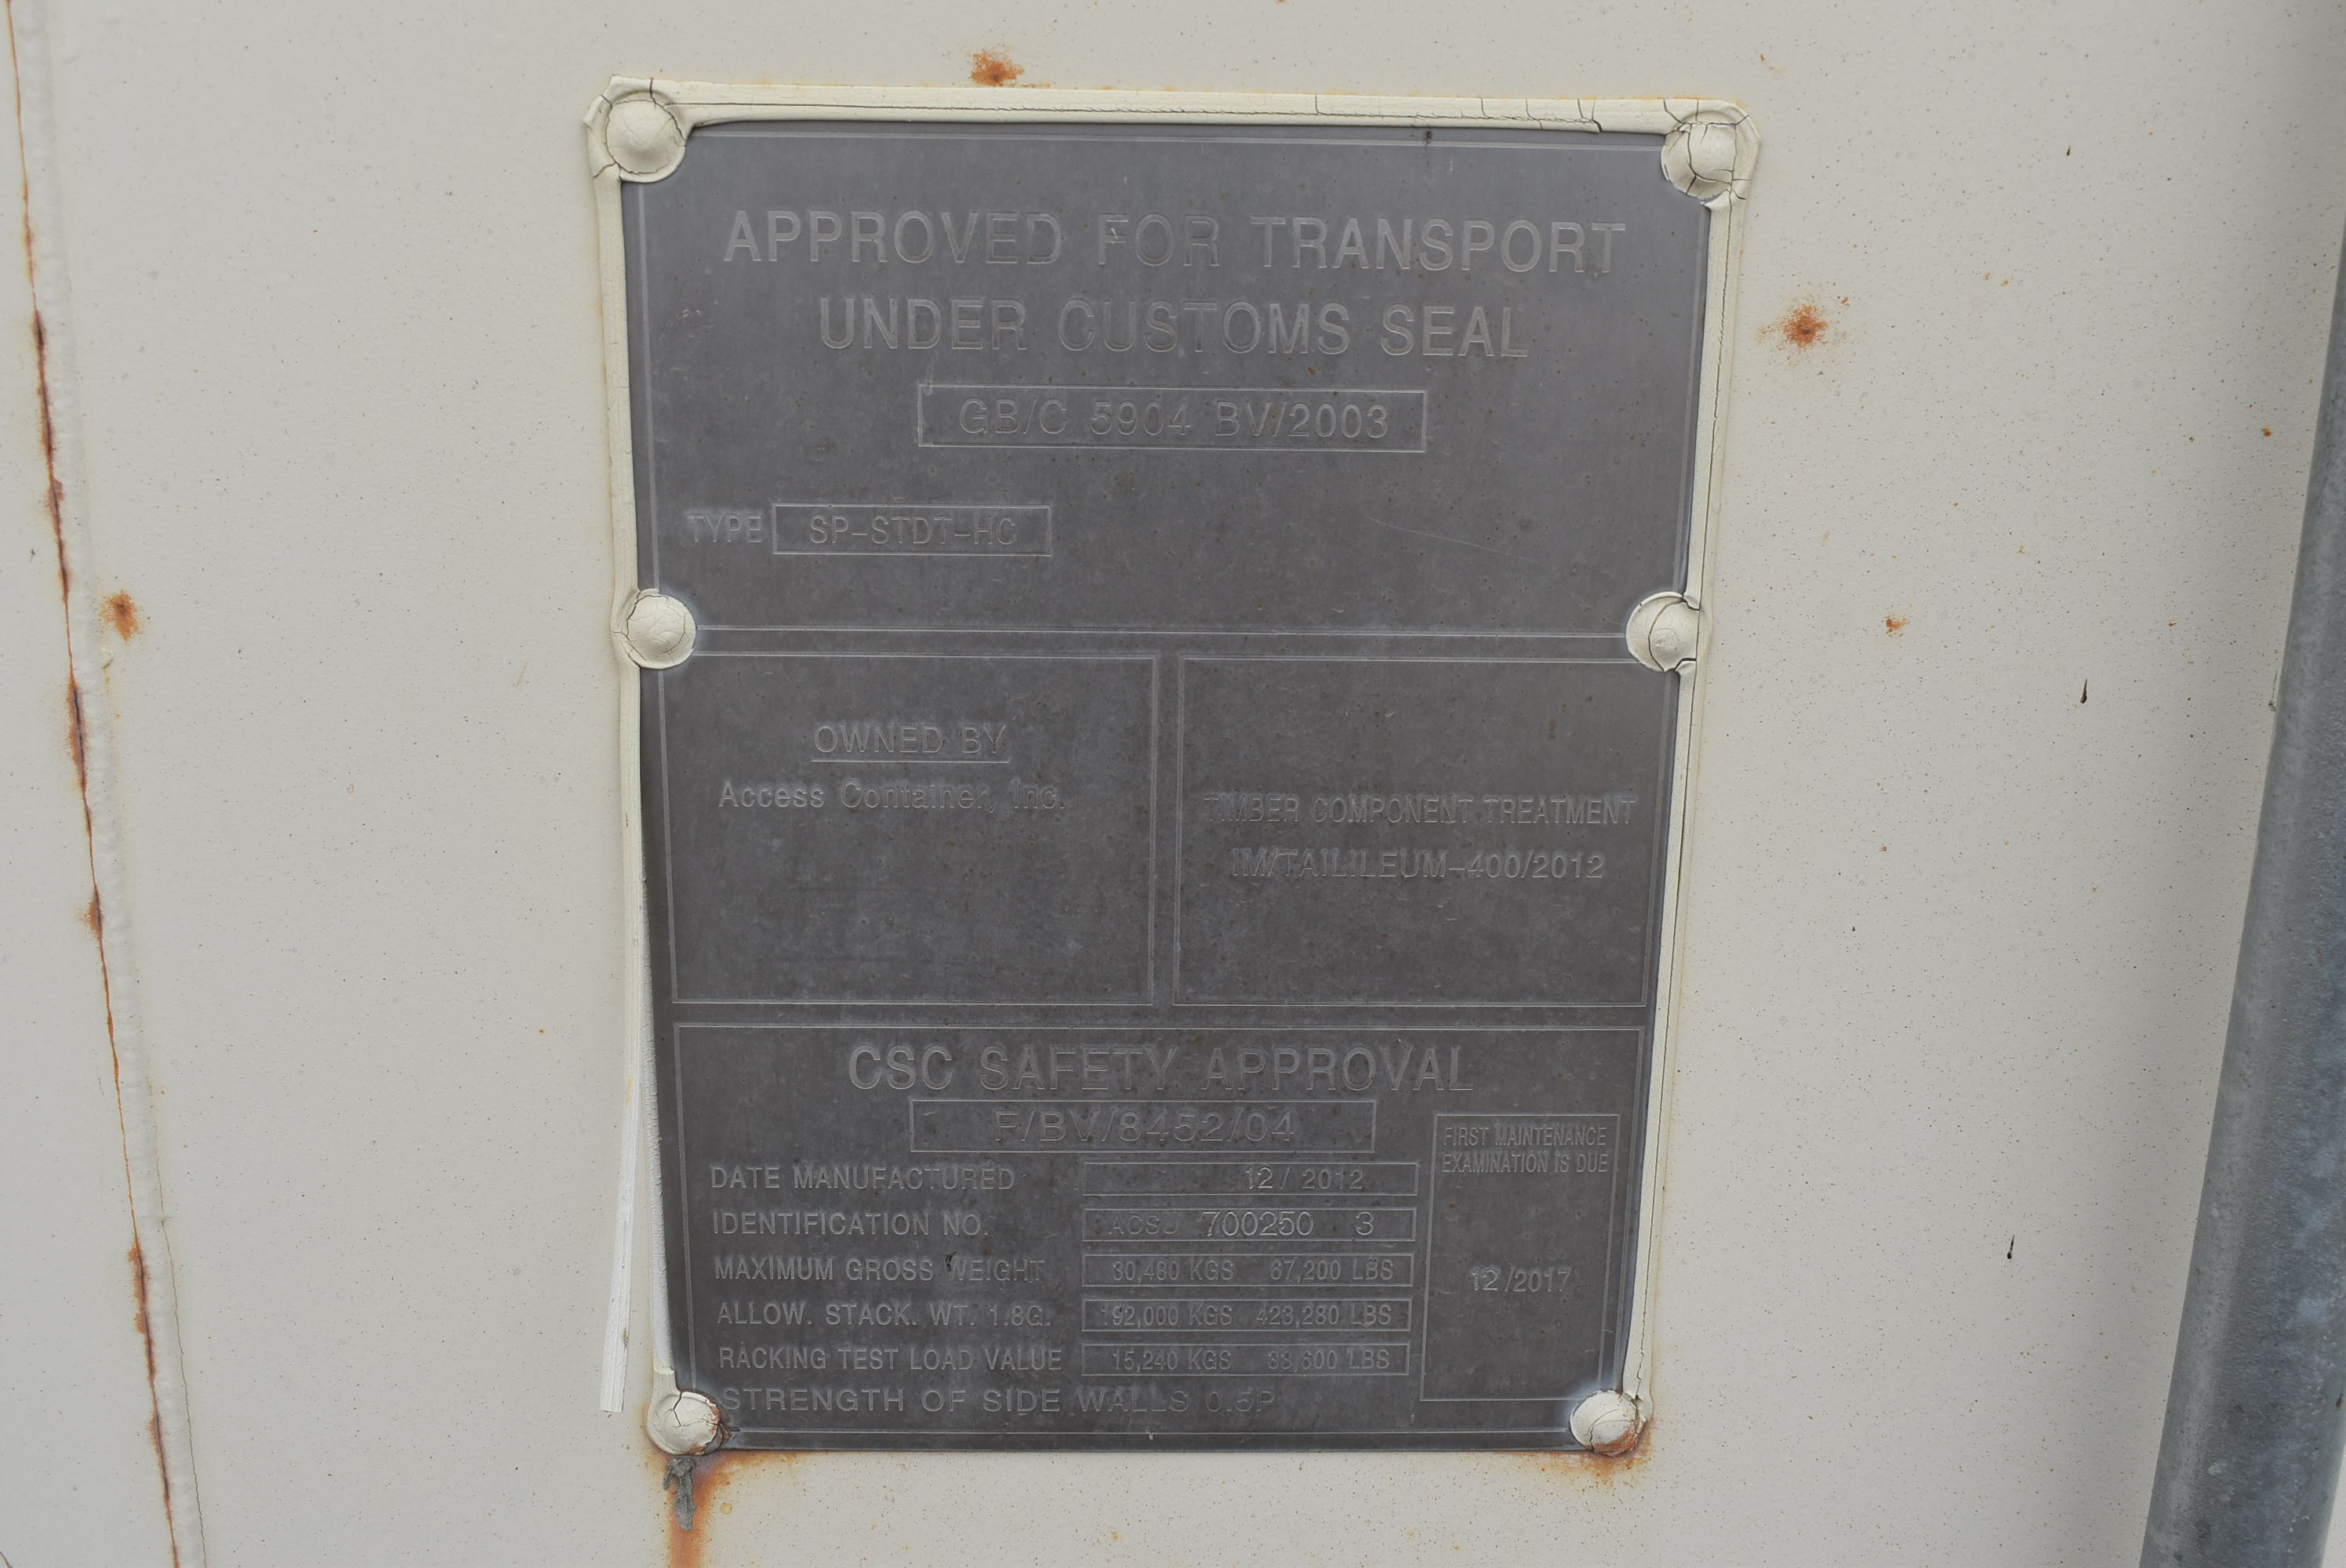 APPROVED FOR TRANSPORT
UNDER CUSTOMS SEAL
GB/C 5904 BV/2003
TYPE SP-STDT-HC
OWNED BY
Access Container, Inc.
TIMBER COMPONENT TREATMENT
IM/TAILILEUM-400/2012
CSC SAFETY APPROVAL
F/BV/8452/04
FIRST MAINTENANCE
EXAMINATION IS DUE
12/2017
DATE MANUFACTURED 12/2012
IDENTIFICATION NO. ACSU 700250 3
MAXIMUM GROSS WEIGHT 30,480 KGS 67,200 LBS
ALLOW. STACK. WT. 1.8G. 192,000 KGS 423,280 LBS
RACKING TEST LOAD VALUE 15,240 KGS 33,600 LBS
STRENGTH OF SIDE WALLS 0.5P